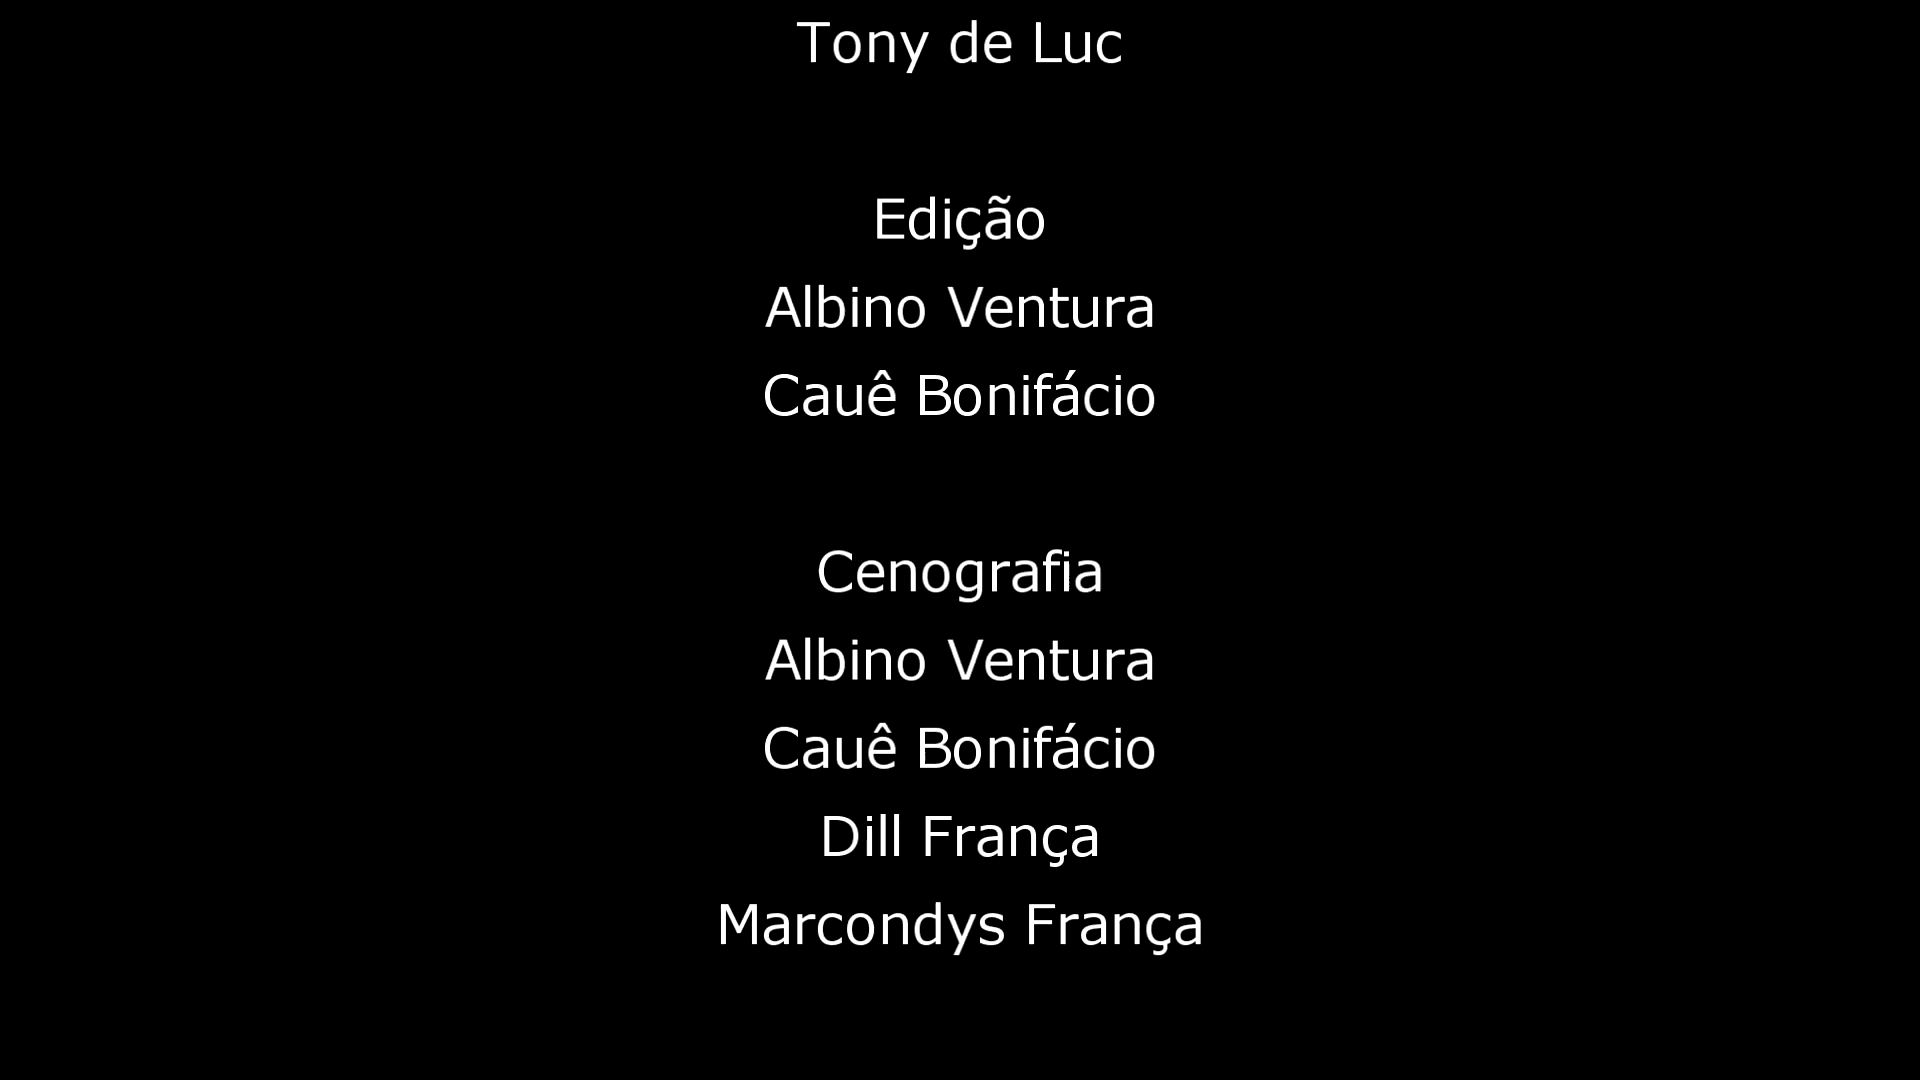 Tony de Luc
Edição
Albino Ventura
Cauê Bonifácio
Cenografia
Albino Ventura
Cauê Bonifácio
Dill França
Marcondys França